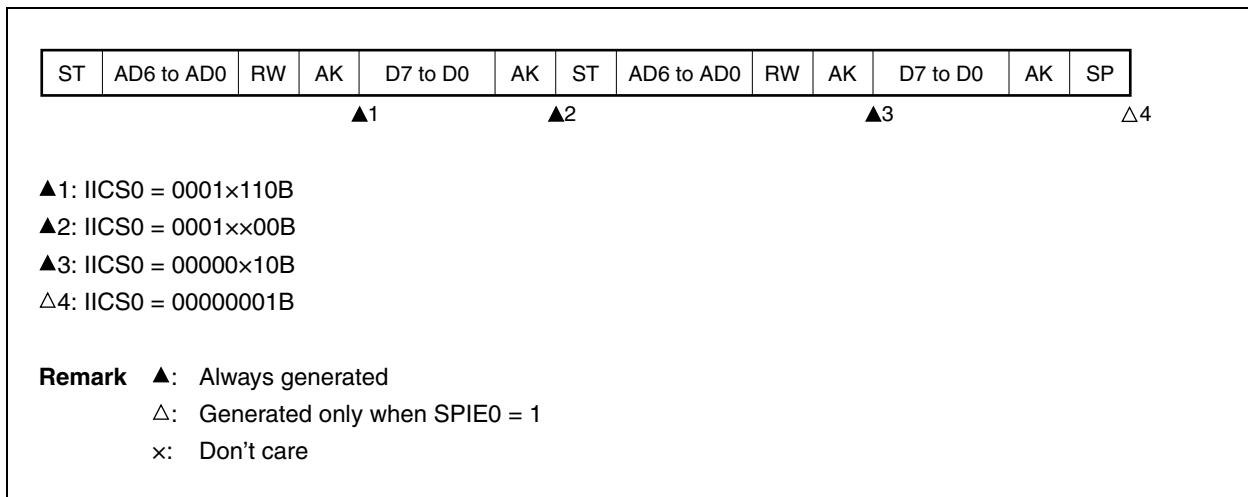 ST AD6 to AD0 RW AK D7 to D0 AK ST AD6 to AD0 RW AK D7 to D0 AK SP
▲1 ▲2 ▲3 △4
▲1: IICS0 = 0001×110B
▲2: IICS0 = 0001××00B
▲3: IICS0 = 00000×10B
△4: IICS0 = 00000001B
Remark ▲: Always generated
△: Generated only when SPIE0 = 1
×: Don't care